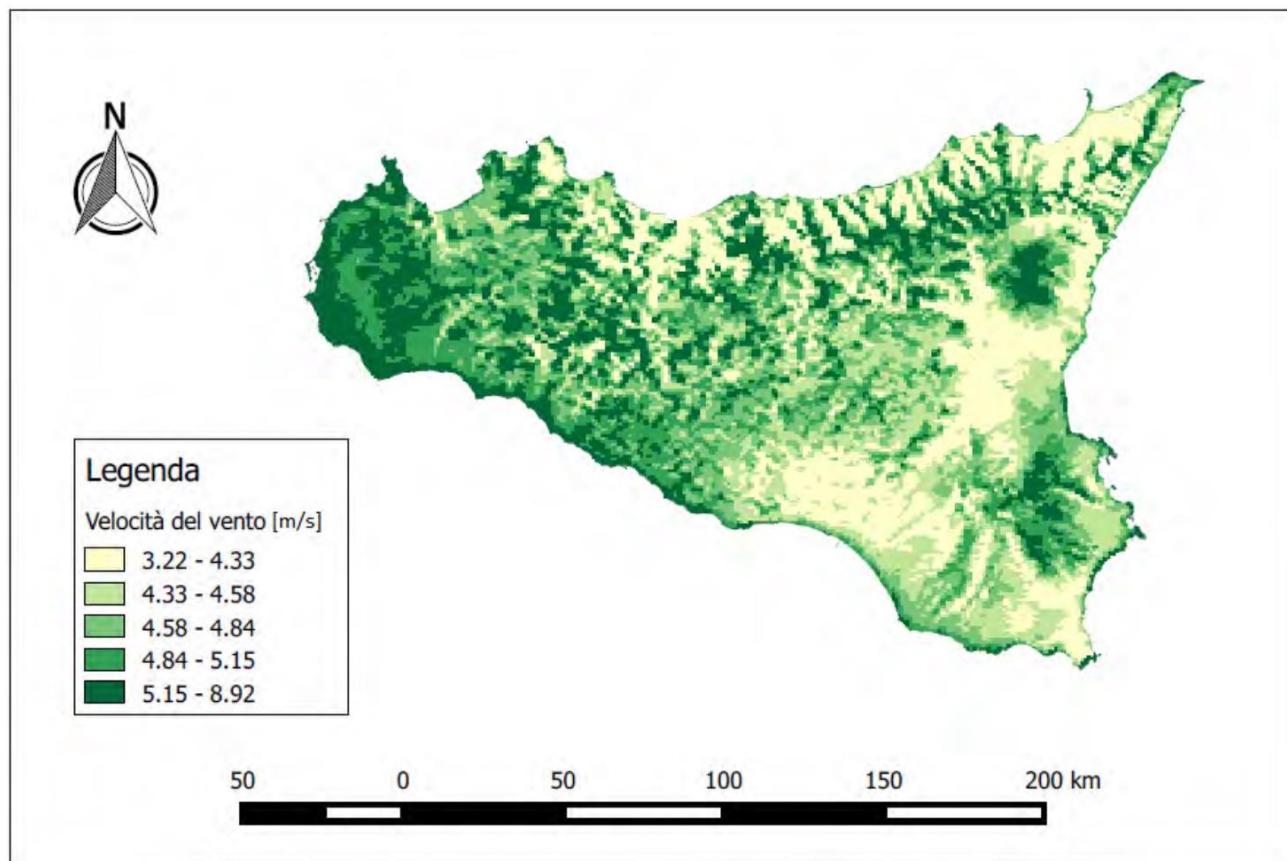 N
Legenda
Velocità del vento [m/s]
3.22 - 4.33
4.33 - 4.58
4.58 - 4.84
4.84 - 5.15
5.15 - 8.92
50 0 50 100 150 200 km